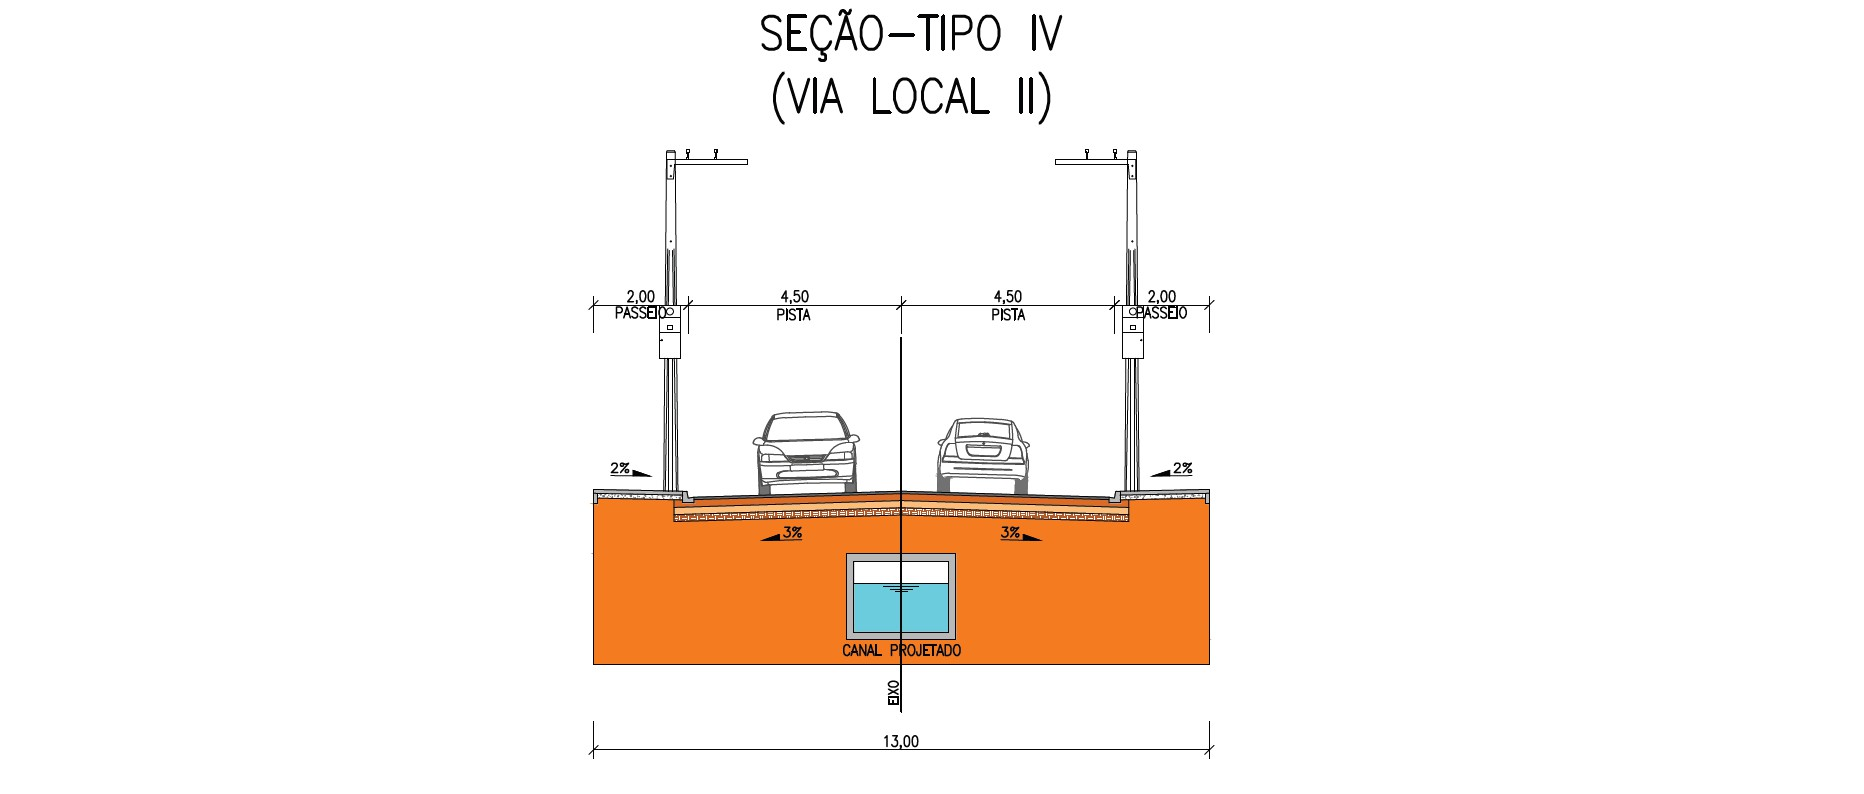 SEÇÃO-TIPO IV
(VIA LOCAL II)
2,00 4,50 4,50 2,00
PASSEIO PISTA PISTA PASSEIO
2% 2%
3% 3%
CANAL PROJETADO
EIXO
13,00